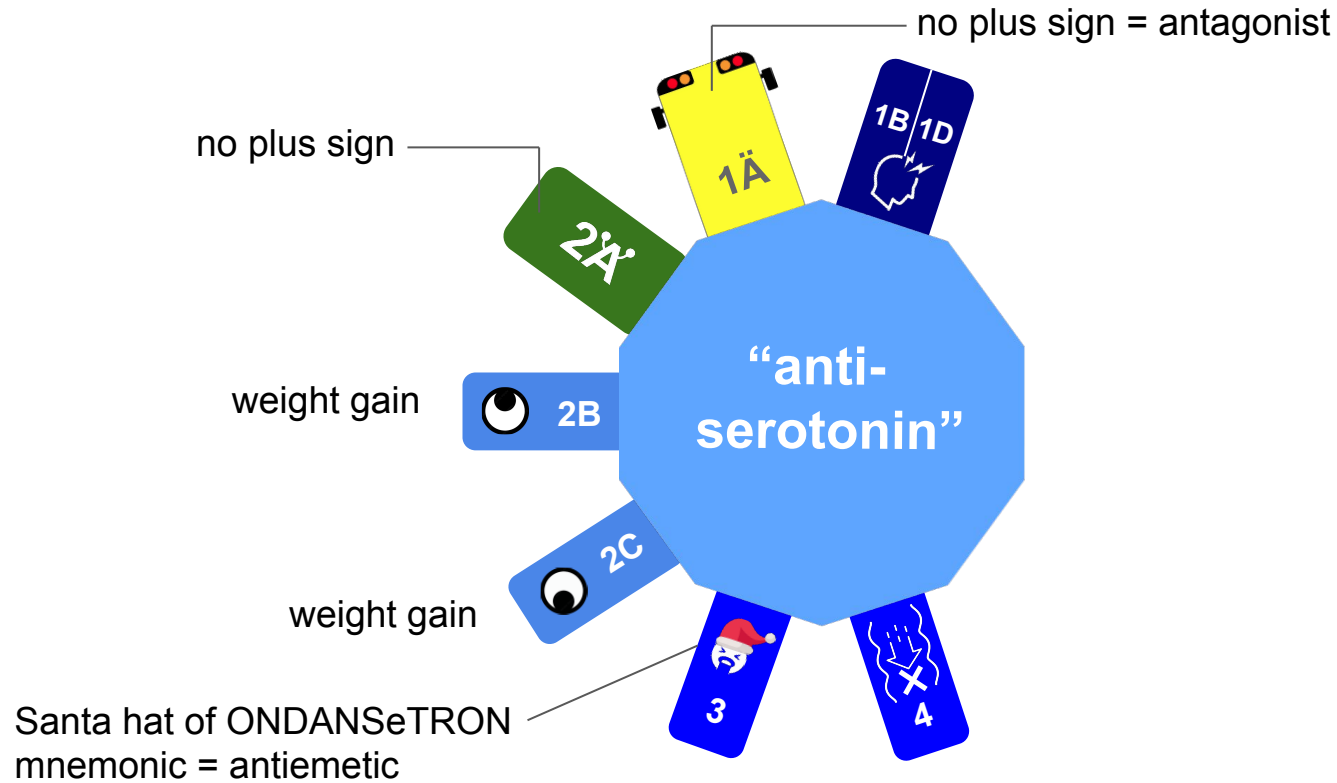 no plus sign = antagonist
1B 1D
no plus sign
1Ä
2Ä
“anti-
serotonin”
weight gain
2B
2C
weight gain
3
4
Santa hat of ONDANSeTRON
mnemonic = antiemetic